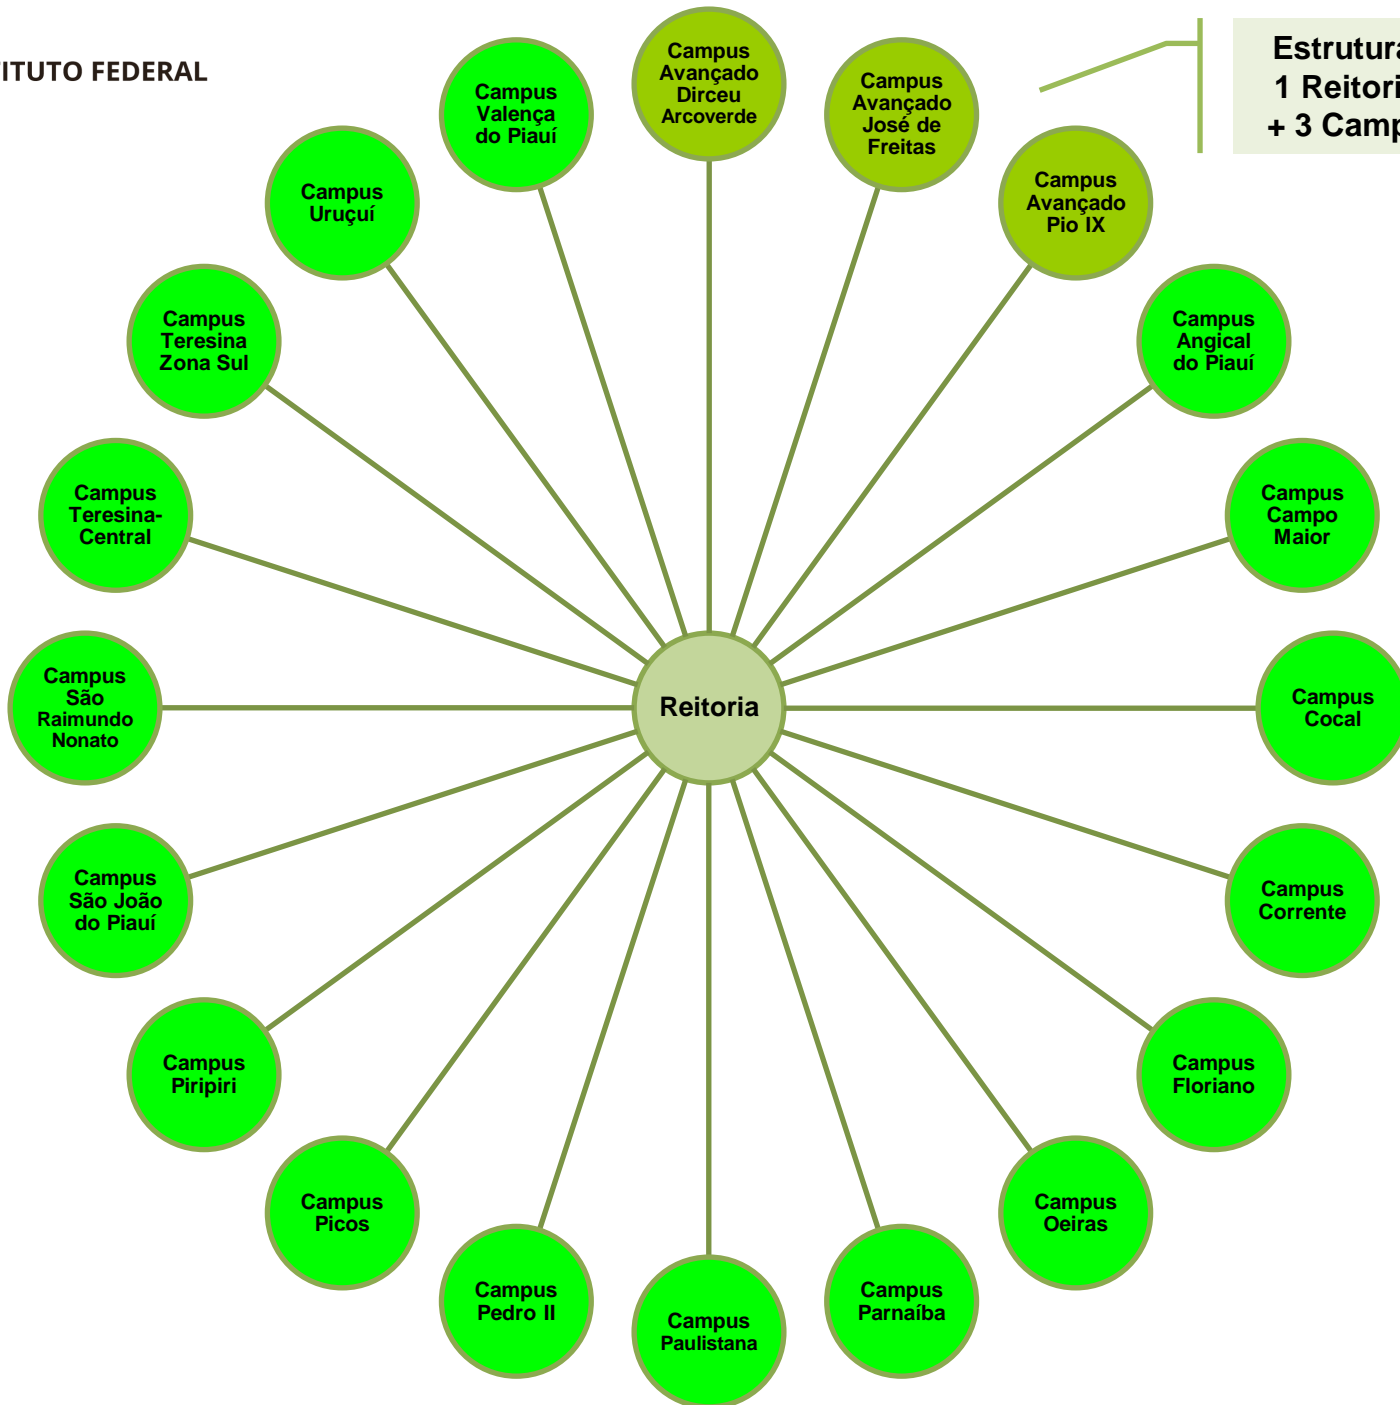 TITUTO FEDERAL
Estrutura
1 Reitori
+ 3 Camp
Campus
Avançado
Dirceu
Arcoverde
Campus
Avançado
José de
Freitas
Campus
Avançado
Pio IX
Campus
Angical
do Piauí
Campus
Campo
Maior
Campus
Cocal
Campus
Corrente
Campus
Floriano
Campus
Oeiras
Campus
Parnaíba
Campus
Paulistana
Campus
Pedro II
Campus
Picos
Campus
Piripiri
Campus
São João
do Piauí
Campus
São
Raimundo
Nonato
Campus
Teresina-
Central
Campus
Teresina
Zona Sul
Campus
Uruçuí
Campus
Valença
do Piauí
Reitoria